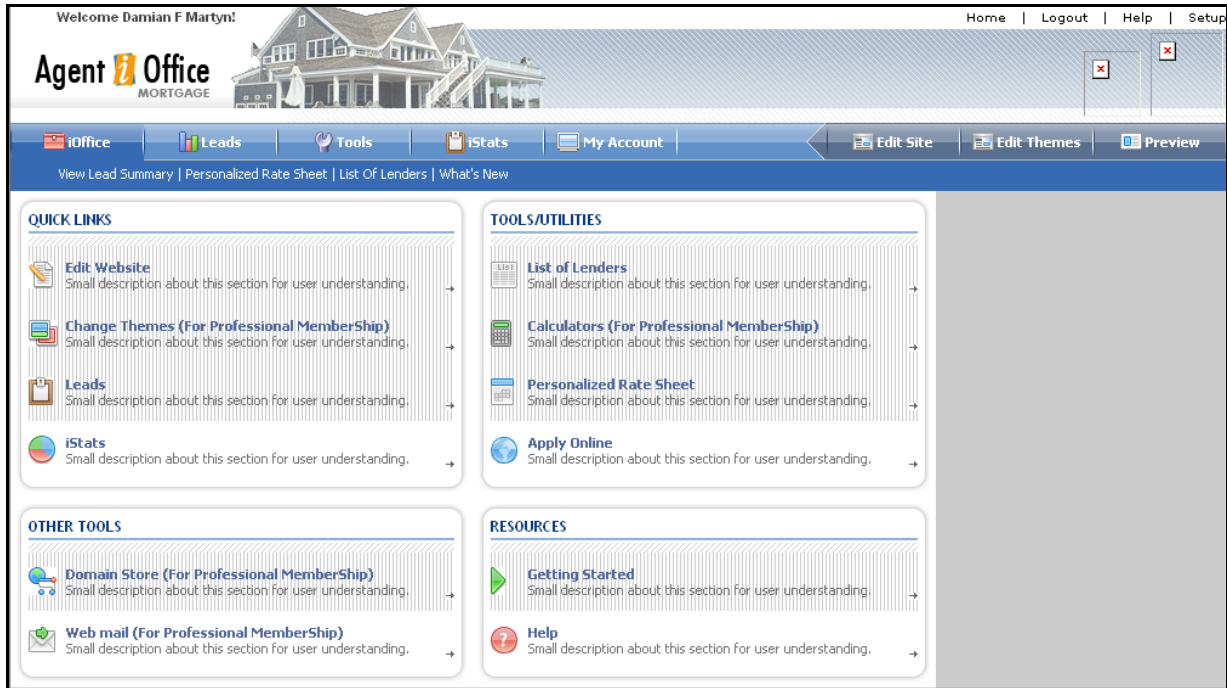 Welcome Damian F Martyn!
Home | Logout | Help | Setup
Agent i Office
MORTGAGE
iOffice Leads Tools iStats My Account Edit Site Edit Themes Preview
View Lead Summary | Personalized Rate Sheet | List Of Lenders | What's New
QUICK LINKS
Edit Website
Small description about this section for user understanding.
Change Themes (For Professional MemberShip)
Small description about this section for user understanding.
Leads
Small description about this section for user understanding.
iStats
Small description about this section for user understanding.
TOOLS/UTILITIES
LIST
List of Lenders
Small description about this section for user understanding.
Calculators (For Professional MemberShip)
Small description about this section for user understanding.
Personalized Rate Sheet
Small description about this section for user understanding.
Apply Online
Small description about this section for user understanding.
OTHER TOOLS
Domain Store (For Professional MemberShip)
Small description about this section for user understanding.
Web mail (For Professional MemberShip)
Small description about this section for user understanding.
RESOURCES
Getting Started
Small description about this section for user understanding.
Help
Small description about this section for user understanding.